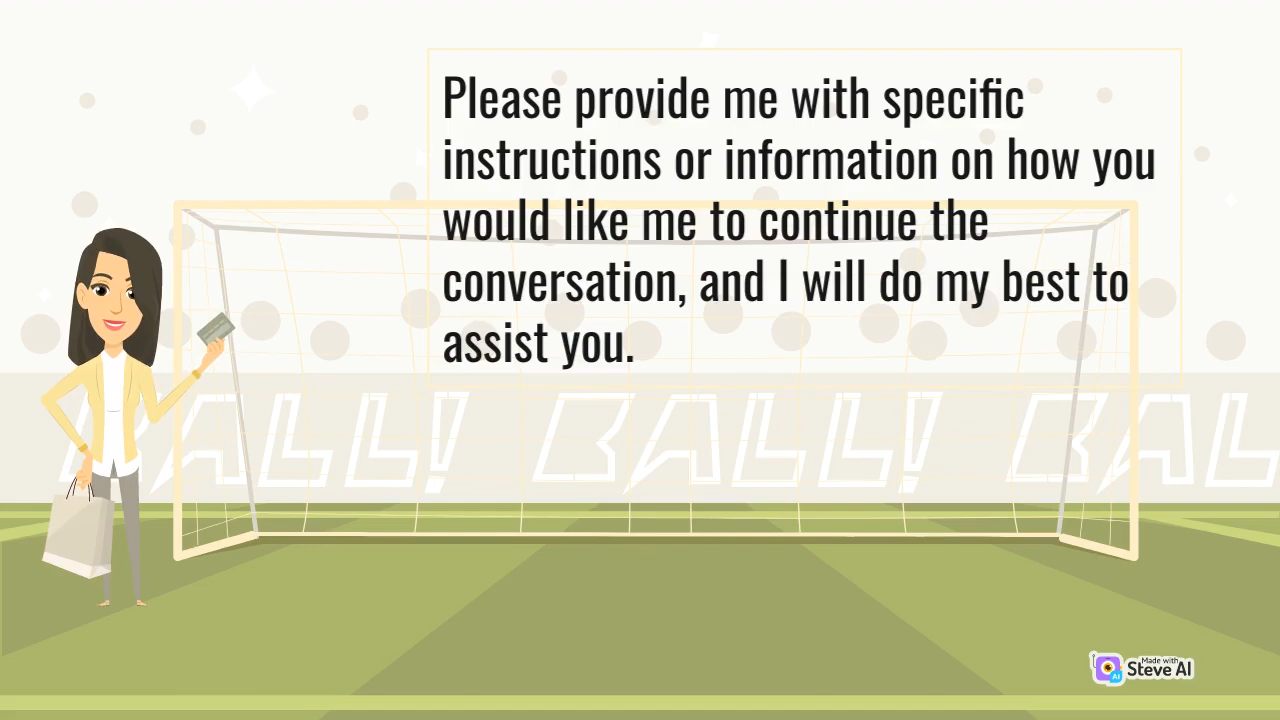 Please provide me with specific
instructions or information on how you
would like me to continue the
conversation, and I will do my best to
assist you.
BALL! BALL! BAL
Made with
Steve AI
AI